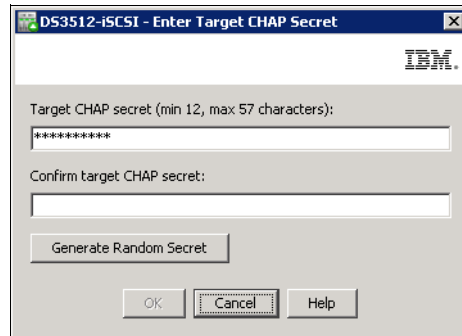 DS3512-iSCSI - Enter Target CHAP Secret
IBM.
Target CHAP secret (min 12, max 57 characters):
**********
Confirm target CHAP secret:
Generate Random Secret
OK Cancel Help